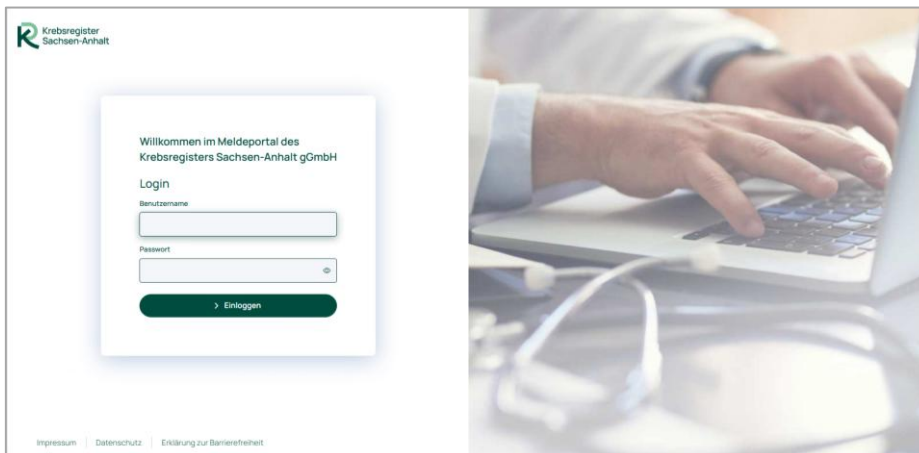 Krebsregister
Sachsen-Anhalt
Willkommen im Meldeportal des
Krebsregisters Sachsen-Anhalt gGmbH
Login
Benutzername
Passwort
> Einloggen
Impressum | Datenschutz | Erklärung zur Barrierefreiheit